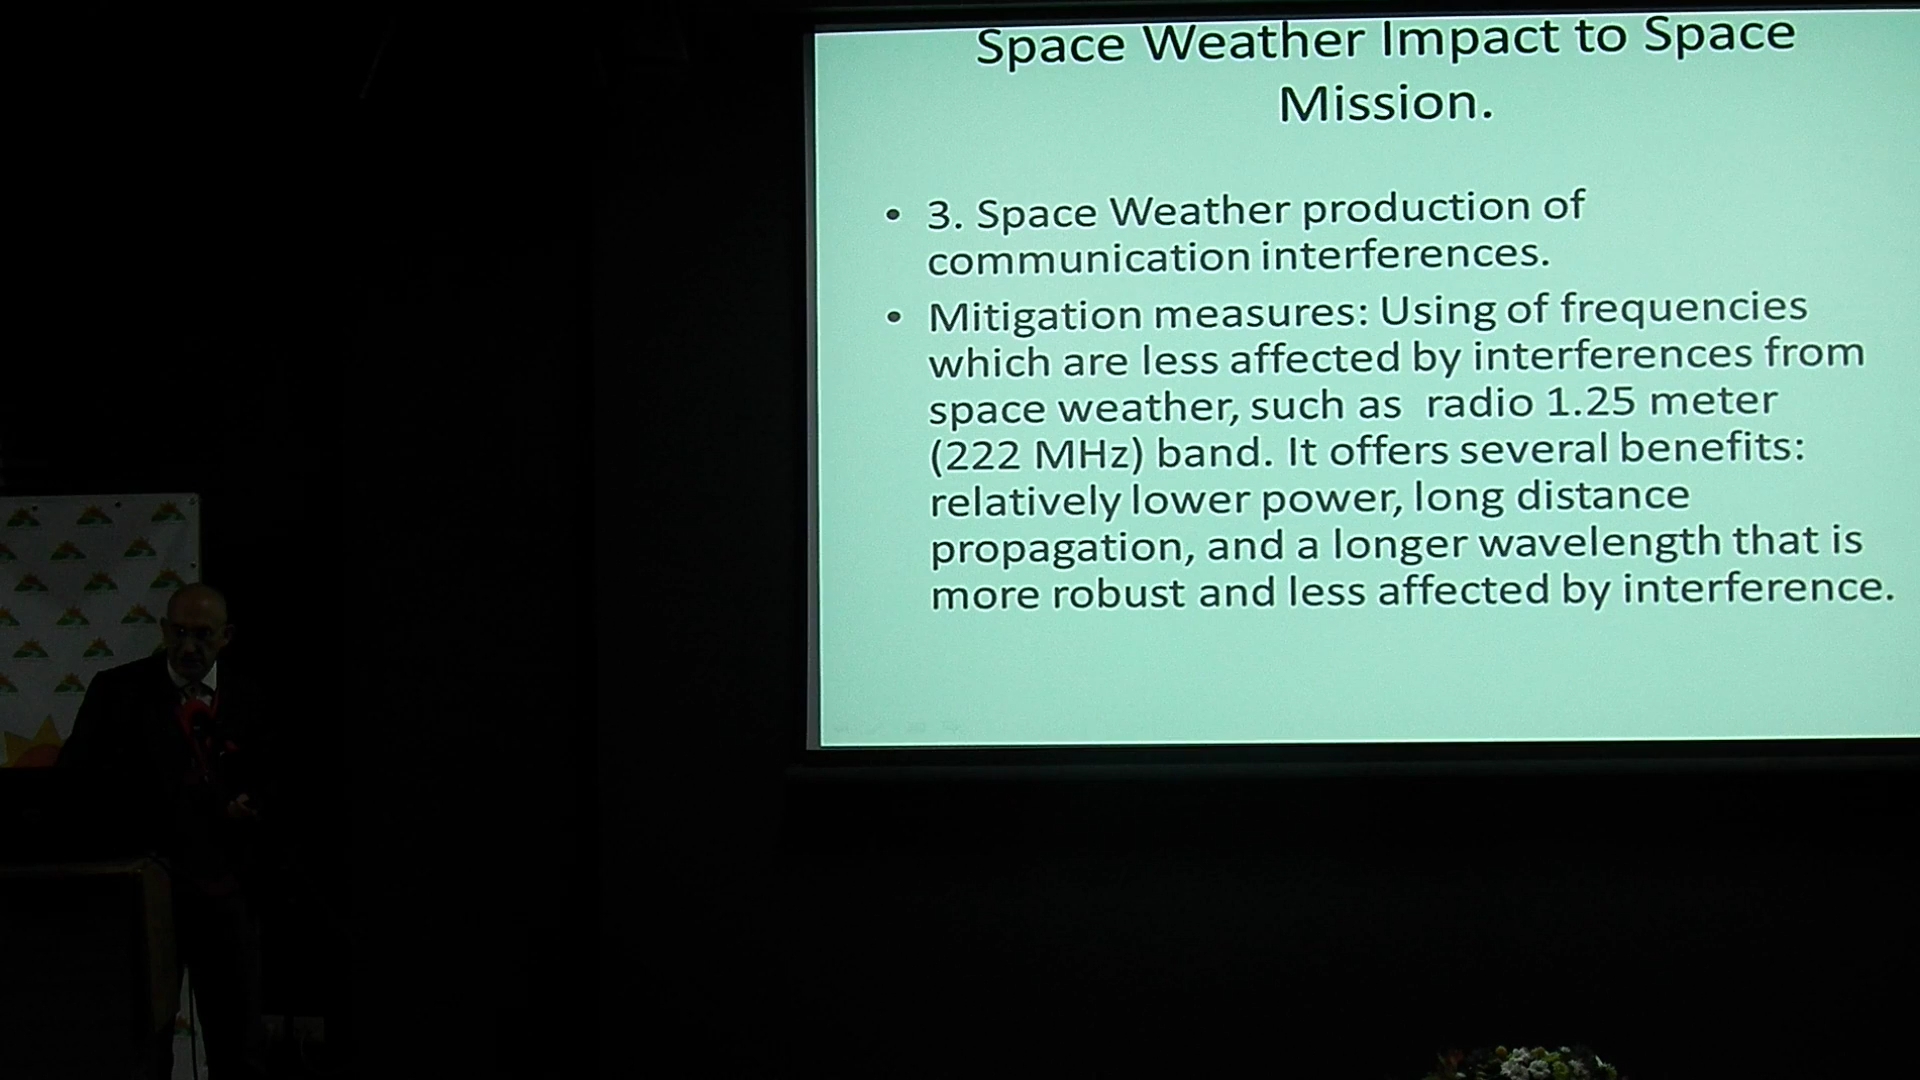 Space Weather Impact to Space
Mission.
• 3. Space Weather production of
communication interferences.
• Mitigation measures: Using of frequencies
which are less affected by interferences from
space weather, such as radio 1.25 meter
(222 MHz) band. It offers several benefits:
relatively lower power, long distance
propagation, and a longer wavelength that is
more robust and less affected by interference.